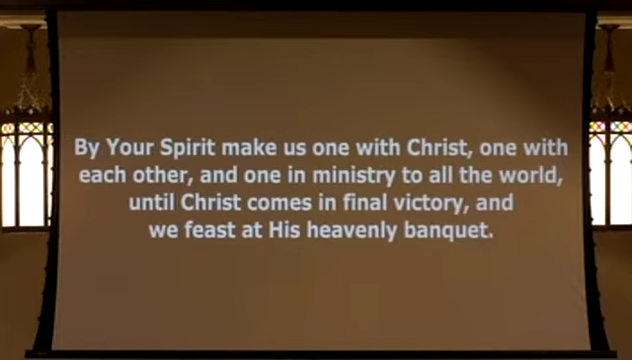 By Your Spirit make us one with Christ, one with
each other, and one in ministry to all the world,
until Christ comes in final victory, and
we feast at His heavenly banquet.